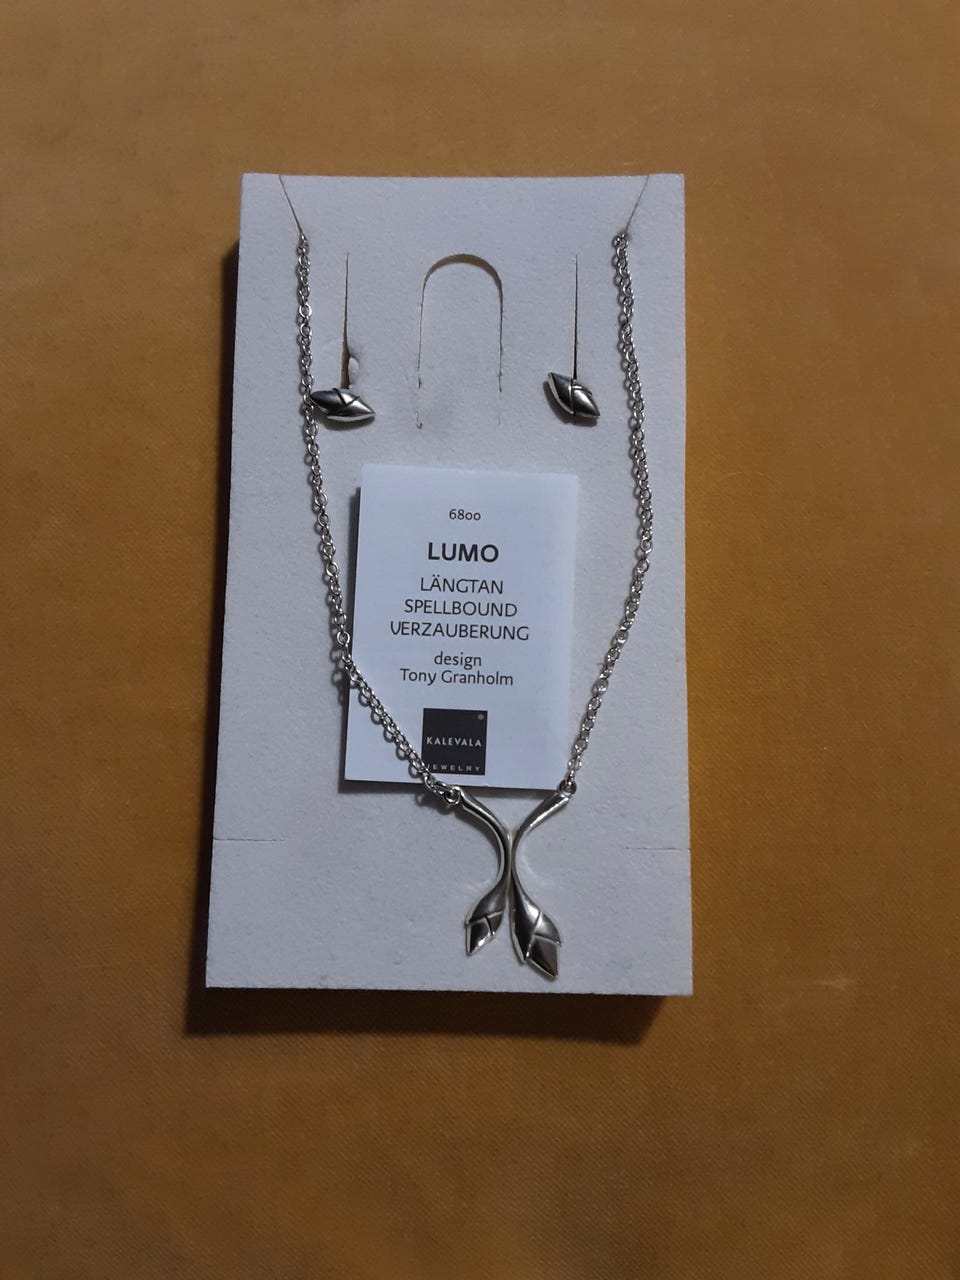 6800
LUMO
LÄNGTAN
SPELLBOUND
VERZAUBERUNG
design
Tony Granholm
KALEVALA
JEWELRY